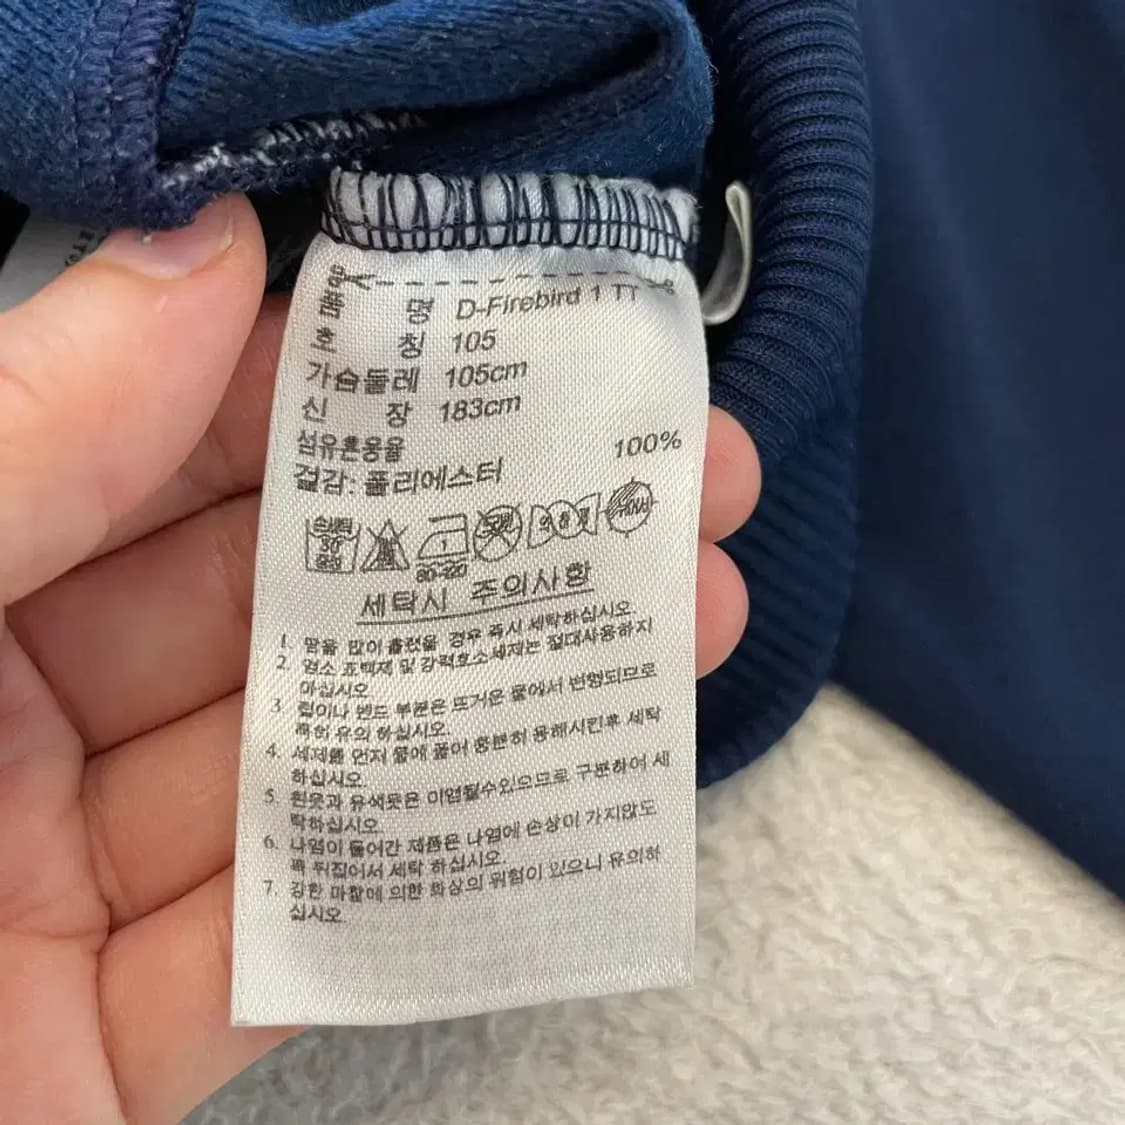 품 명 D-Firebird 1 TT
호 칭 105
가슴둘레 105cm
신 장 183cm
섬유혼용율
겉감: 폴리에스터 100%
30°
80-120
세탁시 주의사항
1. 땀을 많이 흘렸을 경우 즉시 세탁하십시오.
2. 염소 표백제 및 강력효소세제는 절대사용하지
마십시오
3. 립이나 밴드 부분은 뜨거운 물에서 변형되므로
특히 유의 하십시오.
4. 세제를 먼저 물에 풀어 충분히 용해시킨후 세탁
하십시오.
5. 흰옷과 유색옷은 이염될수있으므로 구분하여 세
탁하십시오.
6. 나염이 들어간 제품은 나염에 손상이 가지않도
록 뒤집어서 세탁 하십시오.
7. 강한 마찰에 의한 화상의 위험이 있으니 유의하
십시오.